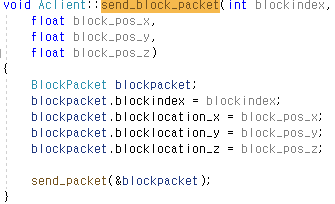 void Aclient::send_block_packet(int blockindex,
float block_pos_x,
float block_pos_y,
float block_pos_z)
{
BlockPacket blockpacket;
blockpacket.blockindex = blockindex;
blockpacket.blocklocation_x = block_pos_x;
blockpacket.blocklocation_y = block_pos_y;
blockpacket.blocklocation_z = block_pos_z;
send_packet(&blockpacket);
}